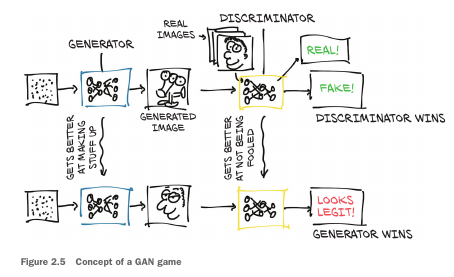 REAL
IMAGES
DISCRIMINATOR
GENERATOR
REAL!
FAKE!
GENERATED
IMAGE
DISCRIMINATOR WINS
GETS BETTER
AT MAKING
STUFF UP
GETS BETTER
AT NOT BEING
FOOLED
LOOKS
LEGIT!
GENERATOR WINS
Figure 2.5 Concept of a GAN game